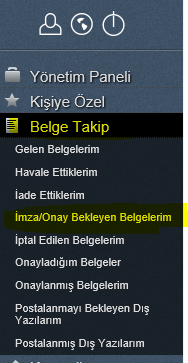 Yönetim Paneli
Kişiye Özel
Belge Takip
Gelen Belgelerim
Havale Ettiklerim
İade Ettiklerim
İmza/Onay Bekleyen Belgelerim
İptal Edilen Belgelerim
Onayladığım Belgeler
Onaylanmış Belgelerim
Postalanmayı Bekleyen Dış
Yazılarım
Postalanmış Dış Yazılarım